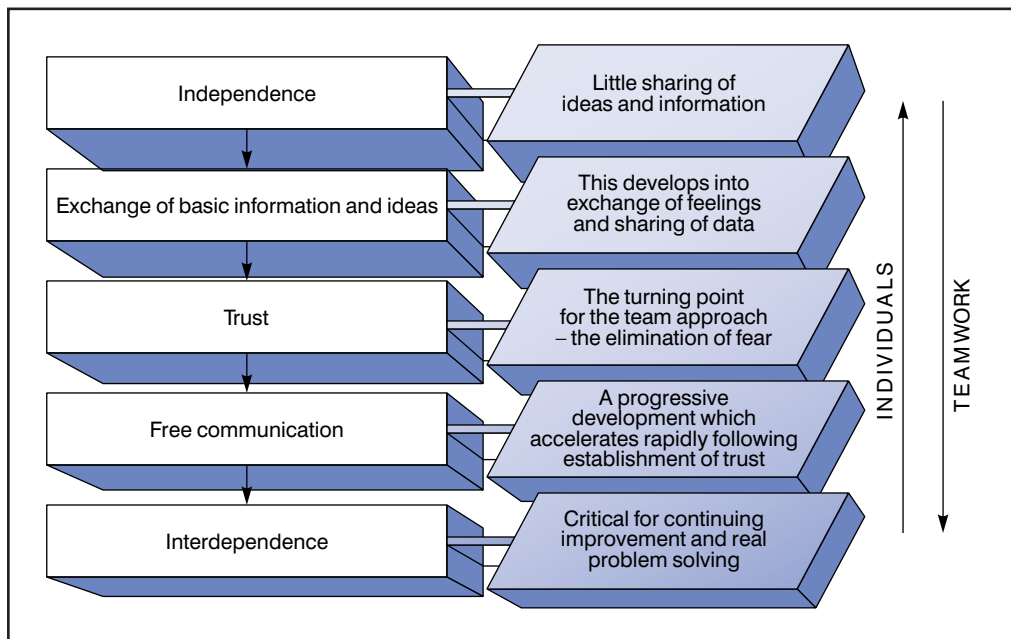 Independence
Little sharing of
ideas and information
Exchange of basic information and ideas
This develops into
exchange of feelings
and sharing of data
Trust
The turning point
for the team approach
– the elimination of fear
Free communication
A progressive
development which
accelerates rapidly following
establishment of trust
Interdependence
Critical for continuing
improvement and real
problem solving
INDIVIDUALS
TEAMWORK